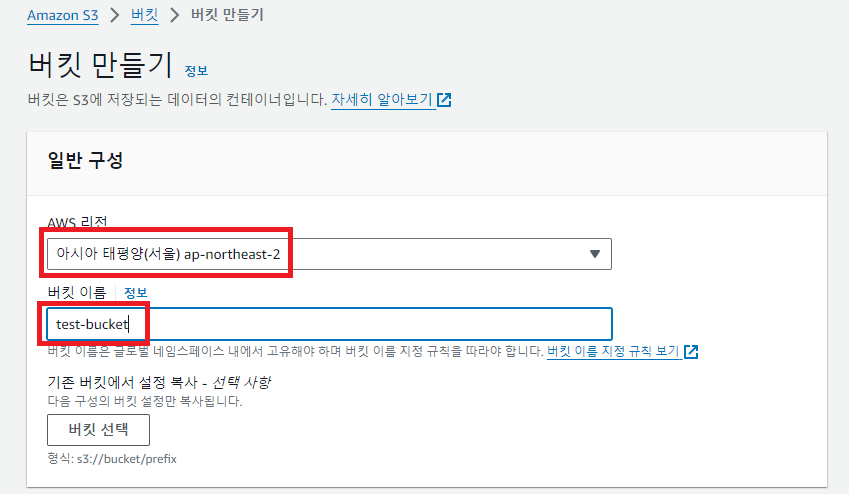 Amazon S3 > 버킷 > 버킷 만들기
버킷 만들기 정보
버킷은 S3에 저장되는 데이터의 컨테이너입니다. 자세히 알아보기
일반 구성
AWS 리전
아시아 태평양(서울) ap-northeast-2
버킷 이름 정보
test-bucket
버킷 이름은 글로벌 네임스페이스 내에서 고유해야 하며 버킷 이름 지정 규칙을 따라야 합니다. 버킷 이름 지정 규칙 보기
기존 버킷에서 설정 복사 - 선택 사항
다음 구성의 버킷 설정만 복사됩니다.
버킷 선택
형식: s3://bucket/prefix